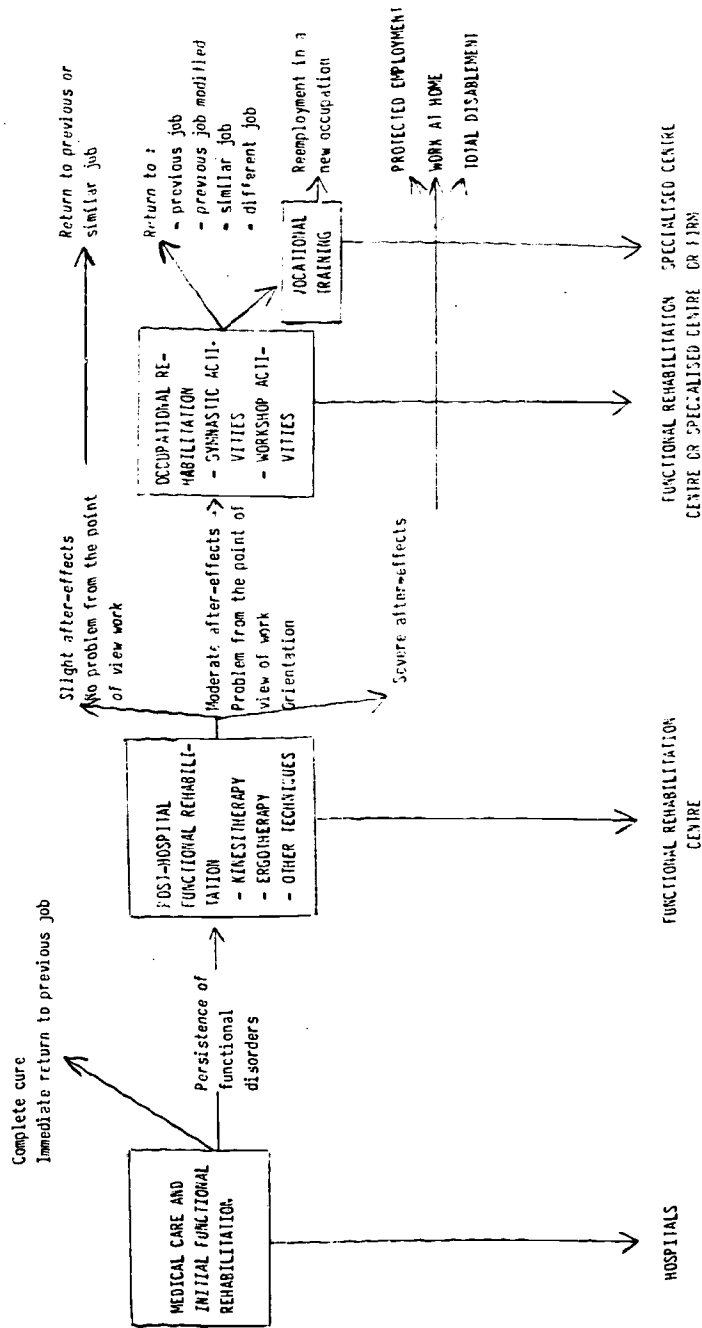 Complete cure
Immediate return to previous job
MEDICAL CARE AND
INITIAL FUNCTIONAL
REHABILITATION
Persistence of
functional
disorders
HOSPITALS
POST-HOSPITAL
FUNCTIONAL REHABILI-
TATION
- KINESITHERAPY
- ERGOTHERAPY
- OTHER TECHNIQUES
FUNCTIONAL REHABILITATION
CENTRE
Slight after-effects
No problem from the point
of view work
Return to previous or
similar job
Moderate after-effects
Problem from the point of
view of work
Orientation
Severe after-effects
OCCUPATIONAL RE-
HABILITATION
- GYMNASTIC ACTI-
VITIES
- WORKSHOP ACTI-
VITIES
Return to :
- previous job
- previous job modified
- similar job
- different job
VOCATIONAL
TRAINING
Reemployment in a
new occupation
PROTECTED EMPLOYMENT
WORK AT HOME
TOTAL DISABLEMENT
FUNCTIONAL REHABILITATION
CENTRE OR SPECIALISED CENTRE
SPECIALISED CENTRE
OR FIRM